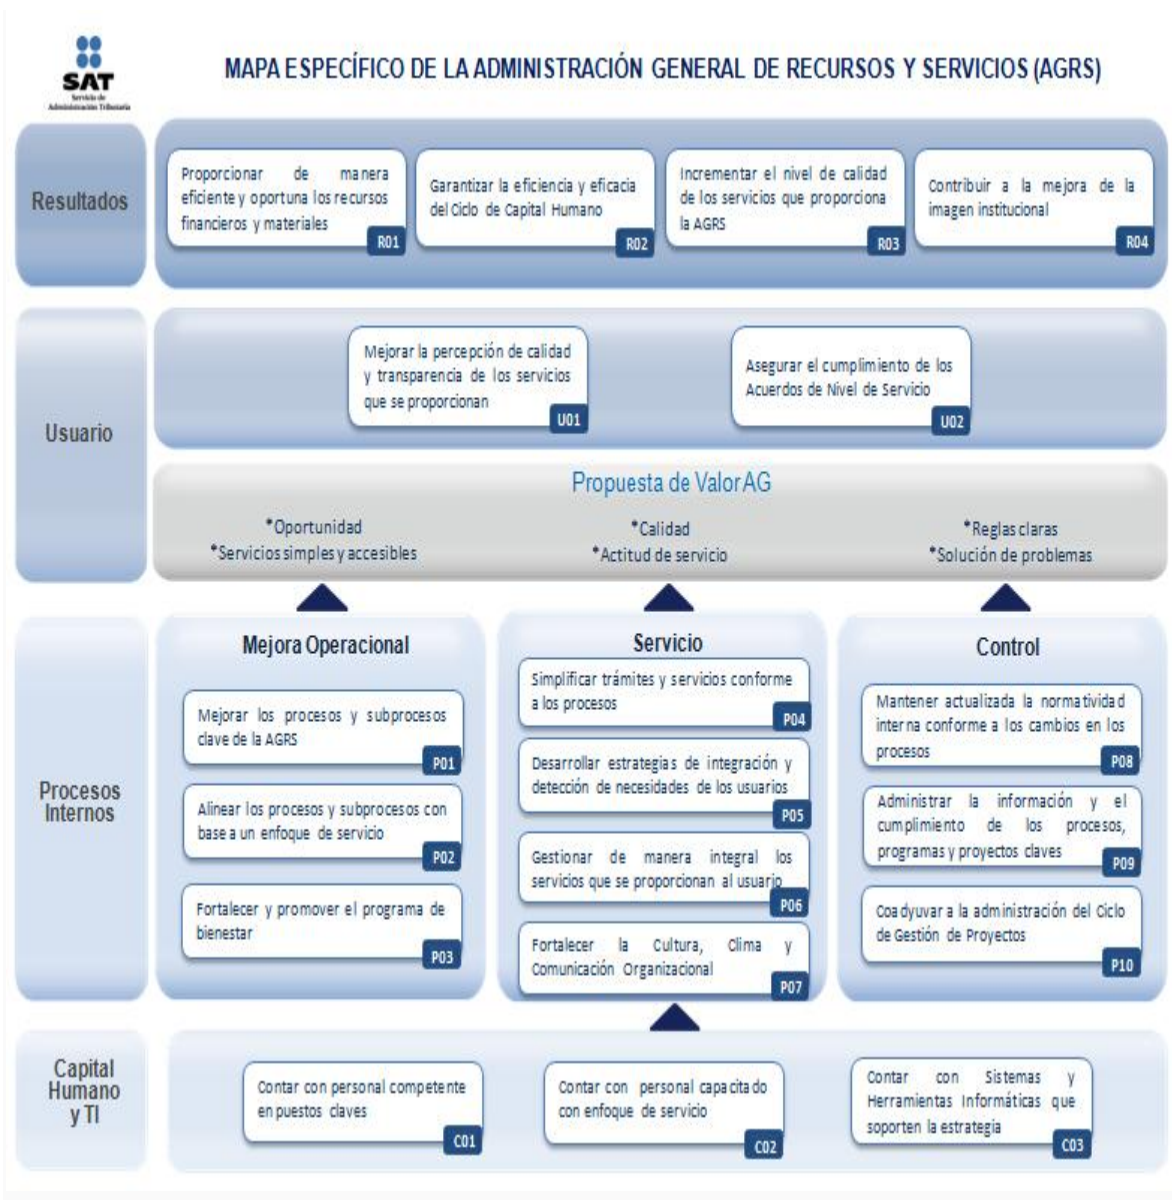 SAT
Servicio de
Administración Tributaria
MAPA ESPECÍFICO DE LA ADMINISTRACIÓN GENERAL DE RECURSOS Y SERVICIOS (AGRS)
Resultados
Proporcionar de manera
eficiente y oportuna los recursos
financieros y materiales
R01
Garantizar la eficiencia y eficacia
del Ciclo de Capital Humano
R02
Incrementar el nivel de calidad
de los servicios que proporciona
la AGRS
R03
Contribuir a la mejora de la
imagen institucional
R04
Usuario
Mejorar la percepción de calidad
y transparencia de los servicios
que se proporcionan
U01
Asegurar el cumplimiento de los
Acuerdos de Nivel de Servicio
U02
Propuesta de Valor AG
*Oportunidad
*Servicios simples y accesibles
*Calidad
*Actitud de servicio
*Reglas claras
*Solución de problemas
Procesos
Internos
Mejora Operacional
Mejorar los procesos y subprocesos
clave de la AGRS
P01
Alinear los procesos y subprocesos con
base a un enfoque de servicio
P02
Fortalecer y promover el programa de
bienestar
P03
Servicio
Simplificar trámites y servicios conforme
a los procesos
P04
Desarrollar estrategias de integración y
detección de necesidades de los usuarios
P05
Gestionar de manera integral los
servicios que se proporcionan al usuario
P06
Fortalecer la Cultura, Clima y
Comunicación Organizacional
P07
Control
Mantener actualizada la normatividad
interna conforme a los cambios en los
procesos
P08
Administrar la información y el
cumplimiento de los procesos,
programas y proyectos claves
P09
Coadyuvar a la administración del Ciclo
de Gestión de Proyectos
P10
Capital
Humano
y TI
Contar con personal competente
en puestos claves
C01
Contar con personal capacitado
con enfoque de servicio
C02
Contar con Sistemas y
Herramientas Informáticas que
soporten la estrategia
C03